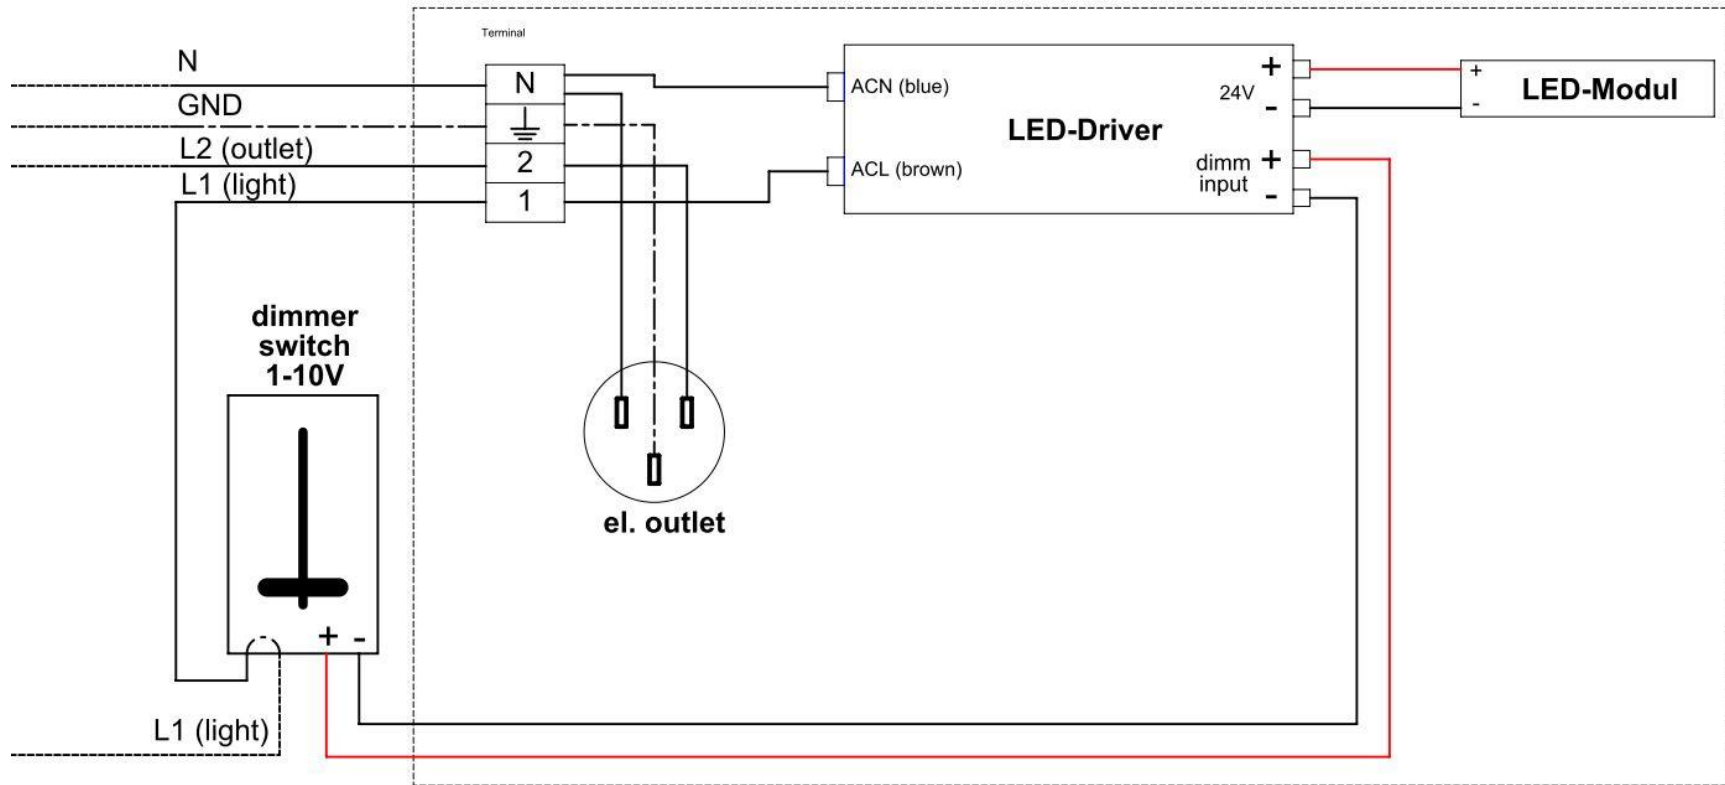 Terminal
N
GND
L2 (outlet)
L1 (light)
N
2
1
ACN (blue)
ACL (brown)
LED-Driver
+
24V
-
dimm
input
+
-
+
-
LED-Modul
dimmer
switch
1-10V
+ -
L1 (light)
el. outlet